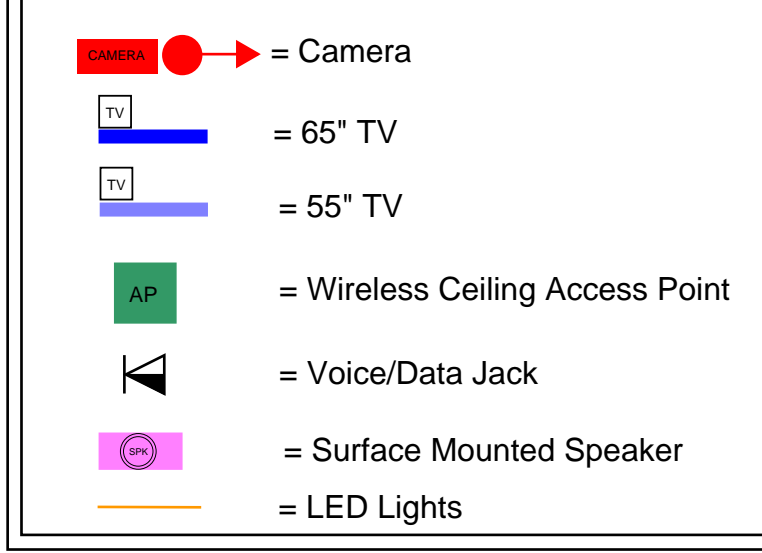 CAMERA = Camera
TV
= 65" TV
TV
= 55" TV
AP = Wireless Ceiling Access Point
= Voice/Data Jack
SPK = Surface Mounted Speaker
= LED Lights